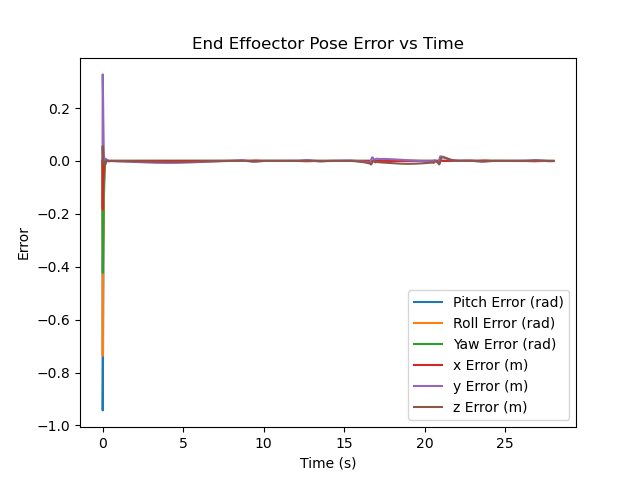 End Effoector Pose Error vs Time
0.2
0.0
−0.2
−0.4
−0.6
−0.8
−1.0
Error
Pitch Error (rad)
Roll Error (rad)
Yaw Error (rad)
x Error (m)
y Error (m)
z Error (m)
0 5 10 15 20 25
Time (s)